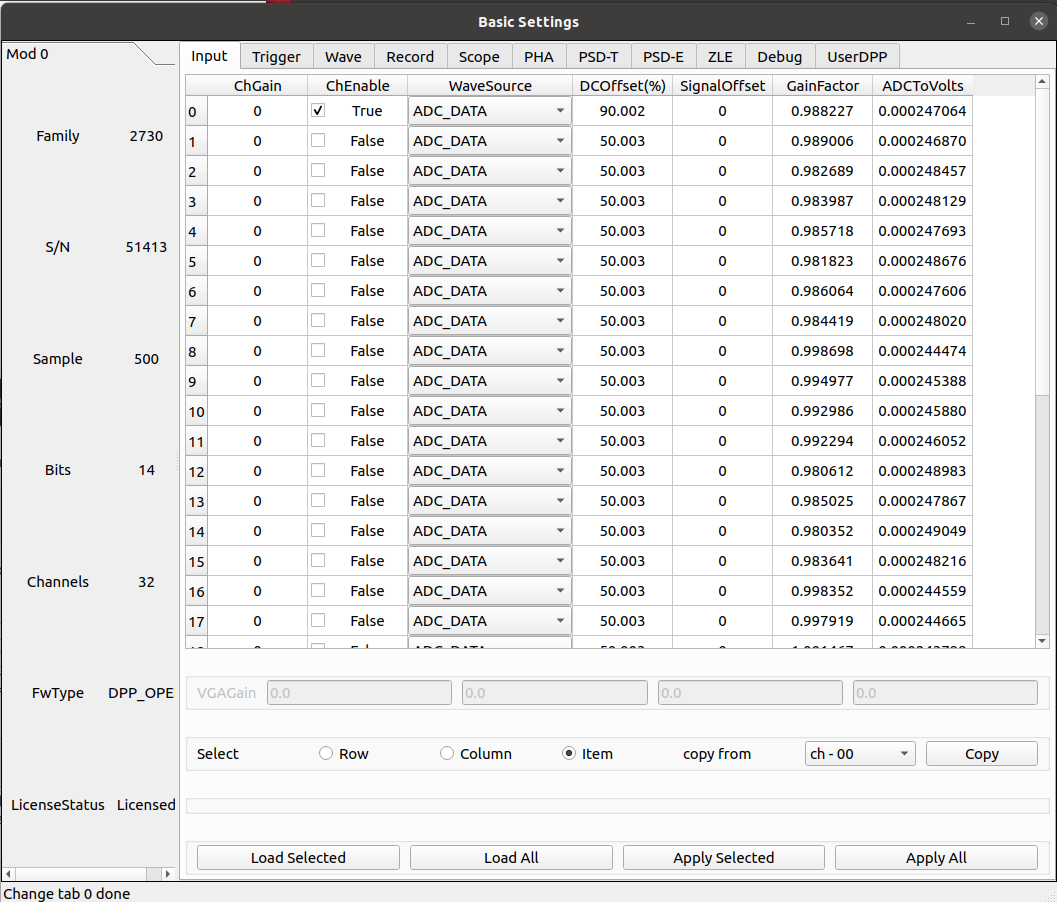 Basic Settings
Mod 0
Input Trigger Wave Record Scope PHA PSD-T PSD-E ZLE Debug UserDPP
Family 2730
S/N 51413
Sample 500
Bits 14
Channels 32
FwType DPP_OPE
LicenseStatus Licensed
ChGain ChEnable WaveSource DCOffset(%) SignalOffset GainFactor ADCToVolts
0 0 True ADC_DATA 90.002 0 0.988227 0.000247064
1 0 False ADC_DATA 50.003 0 0.989006 0.000246870
2 0 False ADC_DATA 50.003 0 0.982689 0.000248457
3 0 False ADC_DATA 50.003 0 0.983987 0.000248129
4 0 False ADC_DATA 50.003 0 0.985718 0.000247693
5 0 False ADC_DATA 50.003 0 0.981823 0.000248676
6 0 False ADC_DATA 50.003 0 0.986064 0.000247606
7 0 False ADC_DATA 50.003 0 0.984419 0.000248020
8 0 False ADC_DATA 50.003 0 0.998698 0.000244474
9 0 False ADC_DATA 50.003 0 0.994977 0.000245388
10 0 False ADC_DATA 50.003 0 0.992986 0.000245880
11 0 False ADC_DATA 50.003 0 0.992294 0.000246052
12 0 False ADC_DATA 50.003 0 0.980612 0.000248983
13 0 False ADC_DATA 50.003 0 0.985025 0.000247867
14 0 False ADC_DATA 50.003 0 0.980352 0.000249049
15 0 False ADC_DATA 50.003 0 0.983641 0.000248216
16 0 False ADC_DATA 50.003 0 0.998352 0.000244559
17 0 False ADC_DATA 50.003 0 0.997919 0.000244665
VGAGain 0.0 0.0 0.0 0.0
Select Row Column Item copy from ch - 00 Copy
Load Selected Load All Apply Selected Apply All
Change tab 0 done